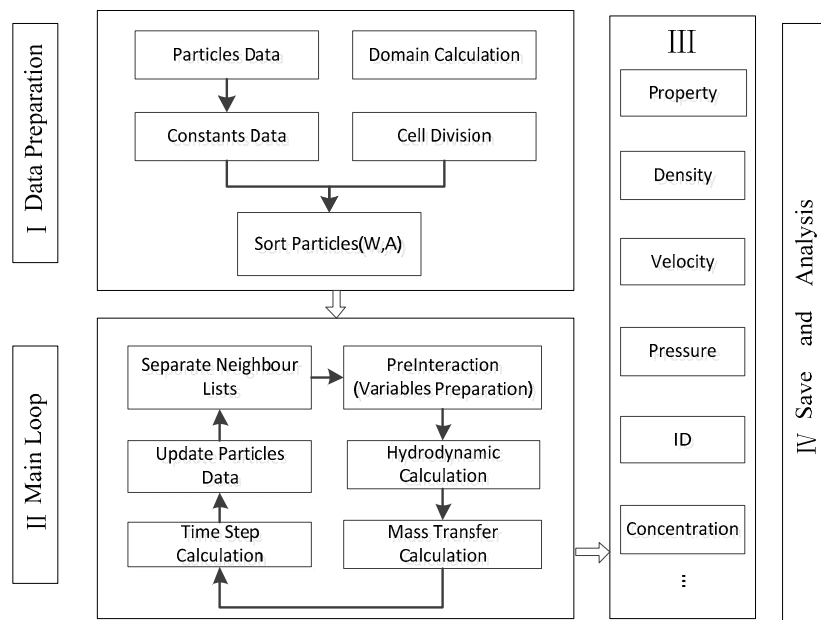 I Data Preparation
Particles Data
Domain Calculation
Constants Data
Cell Division
Sort Particles(W,A)
II Main Loop
Separate Neighbour
Lists
PreInteraction
(Variables Preparation)
Update Particles
Data
Hydrodynamic
Calculation
Time Step
Calculation
Mass Transfer
Calculation
III
Property
Density
Velocity
Pressure
ID
Concentration
...
IV Save and Analysis